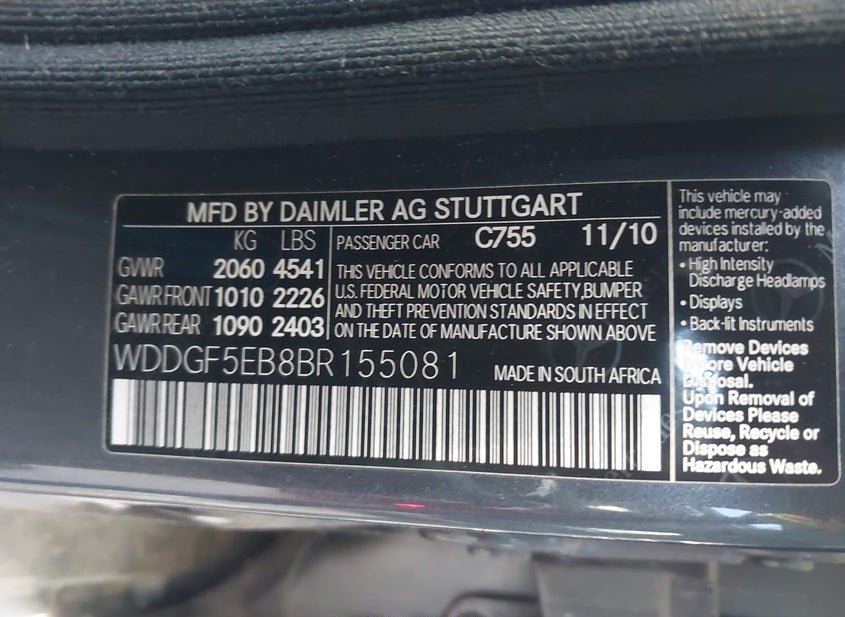 MFD BY DAIMLER AG STUTTGART
KG LBS
GVWR 2060 4541
GAWR FRONT 1010 2226
GAWR REAR 1090 2403
PASSENGER CAR C755 11/10
THIS VEHICLE CONFORMS TO ALL APPLICABLE
U.S. FEDERAL MOTOR VEHICLE SAFETY,BUMPER
AND THEFT PREVENTION STANDARDS IN EFFECT
ON THE DATE OF MANUFACTURE SHOWN ABOVE
WDDGF5EB8BR155081
MADE IN SOUTH AFRICA
This vehicle may
include mercury-added
devices installed by the
manufacturer:
• High Intensity
Discharge Headlamps
• Displays
• Back-lit Instruments
Remove Devices
Before Vehicle
Disposal.
Upon Removal of
Devices Please
Reuse, Recycle or
Dispose as
Hazardous Waste.